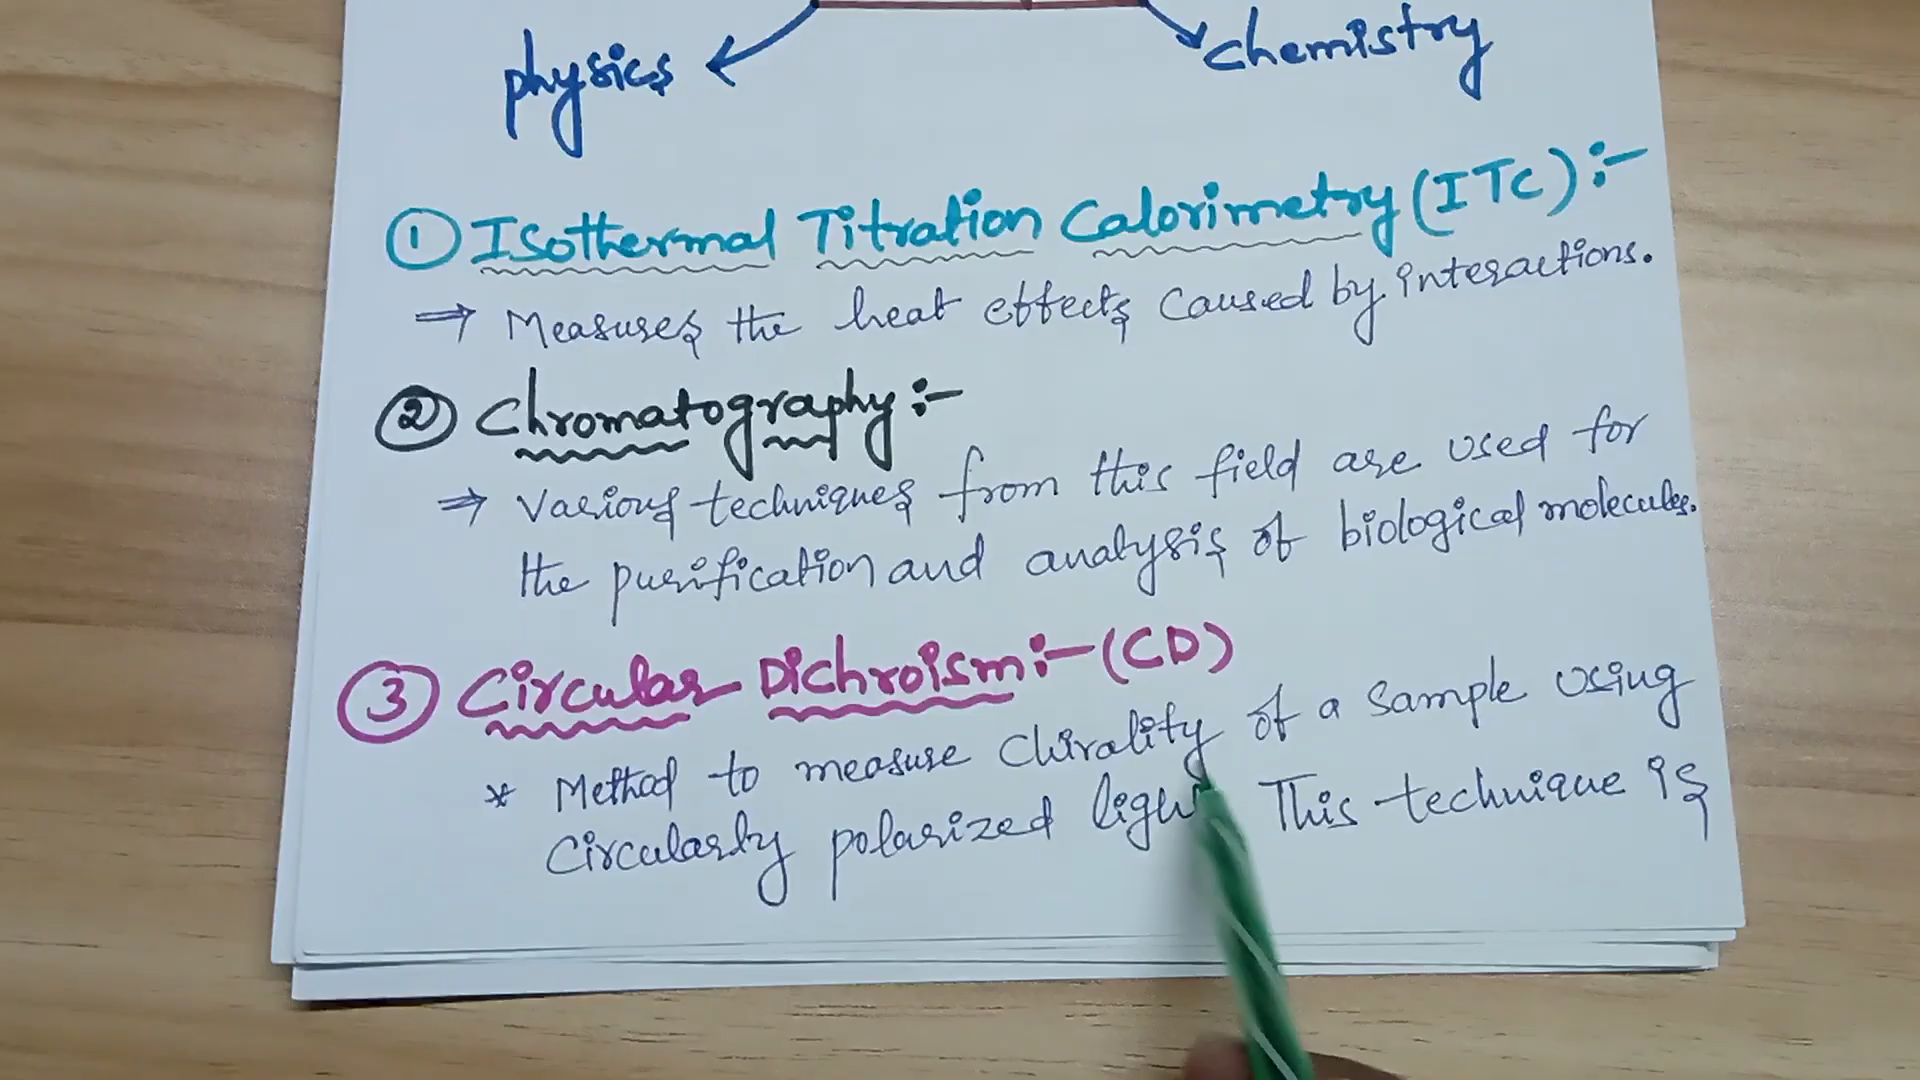 physics chemistry
① Isothermal Titration Calorimetry (ITC):-
⇒ Measures the heat effects caused by interactions.
② Chromatography:-
⇒ Various techniques from this field are used for
the purification and analysis of biological molecules.
③ Circular Dichroism:- (CD)
* Method to measure Chirality of a sample using
Circularly polarized light This technique is